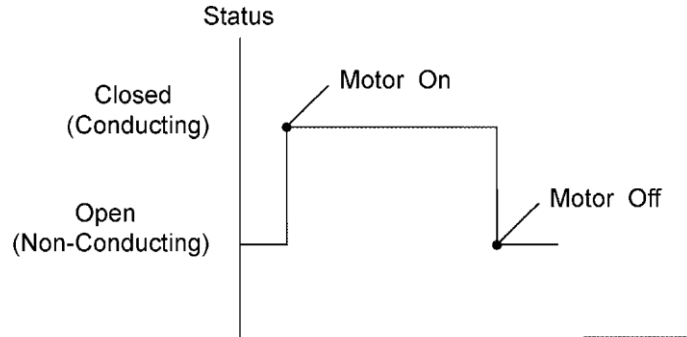 Status
Closed
(Conducting)
Motor On
Open
(Non-Conducting)
Motor Off